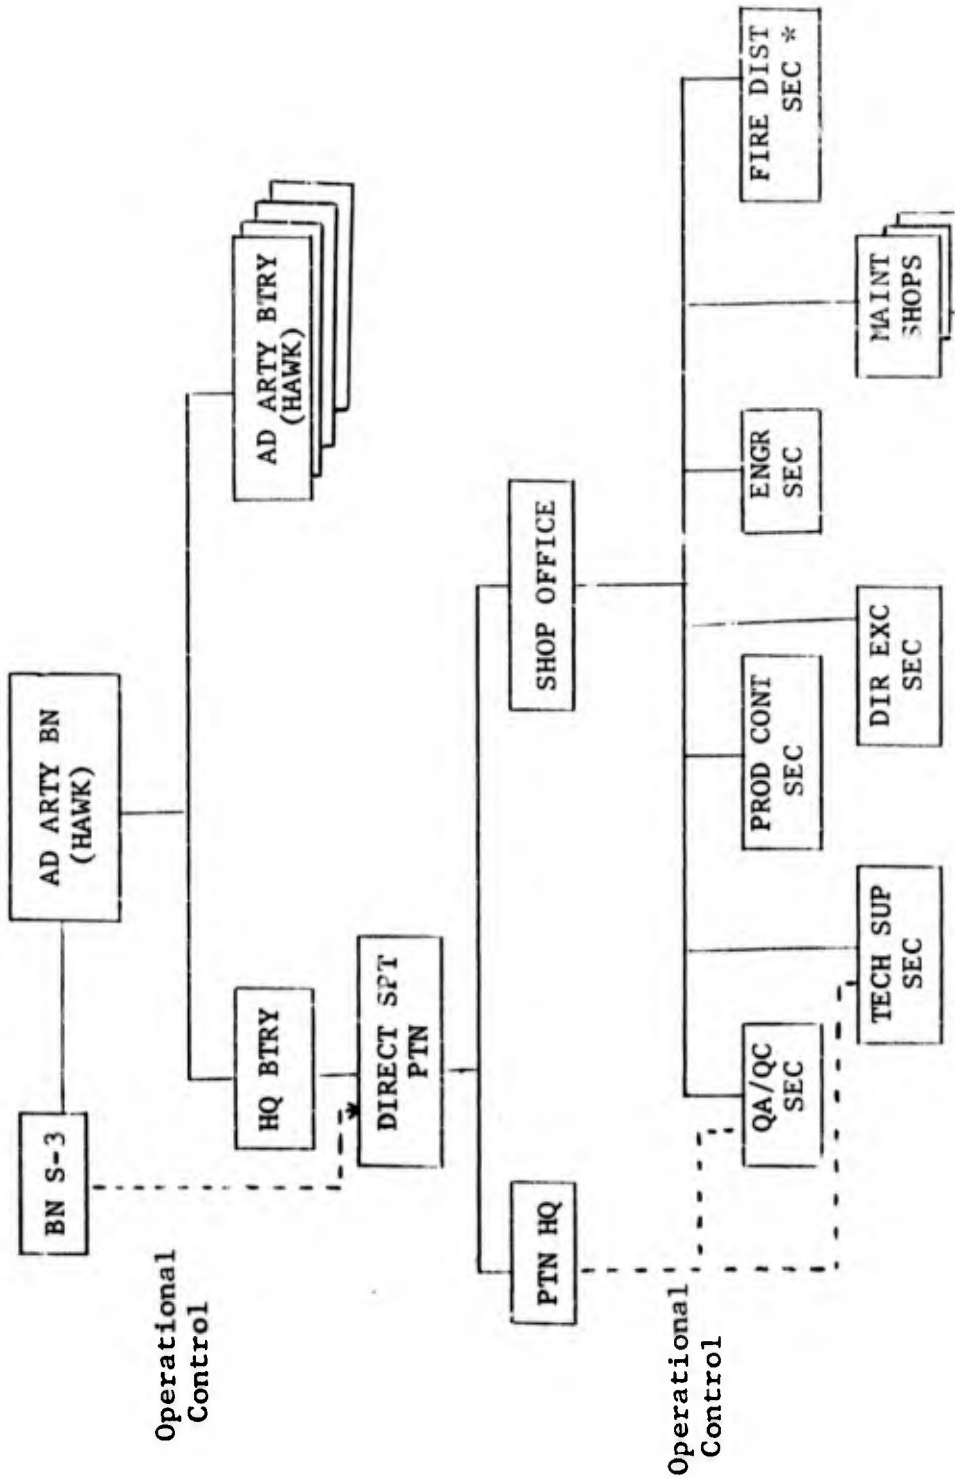 AD ARTY BN
(HAWK)
BN S-3
Operational
Control
HQ BTRY
AD ARTY BTRY
(HAWK)
DIRECT SPT
PTN
PTN HQ
SHOP OFFICE
Operational
Control
QA/QC
SEC
PROD CONT
SEC
ENGR
SEC
FIRE DIST
SEC *
TECH SUP
SEC
DIR EXC
SEC
MAINT
SHOPS